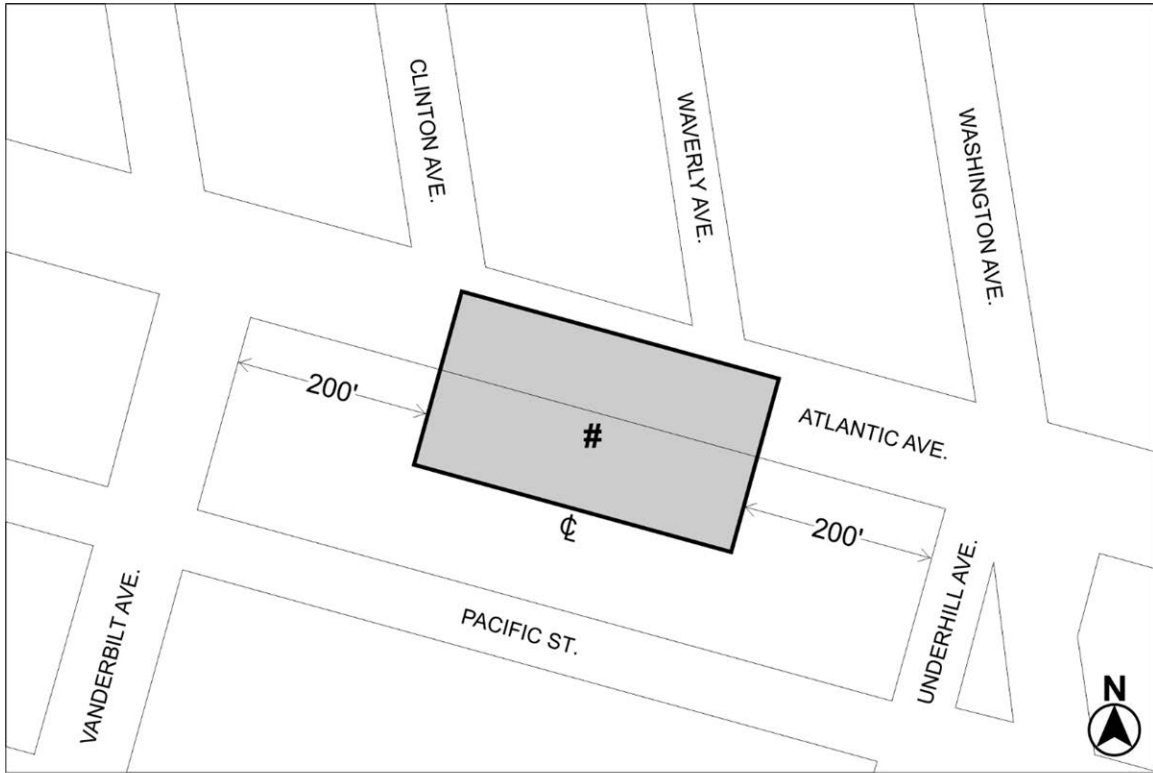 CLINTON AVE.
WAVERLY AVE.
WASHINGTON AVE.
200'
#
ATLANTIC AVE.
200'
℄
PACIFIC ST.
VANDERBILT AVE.
UNDERHILL AVE.
N